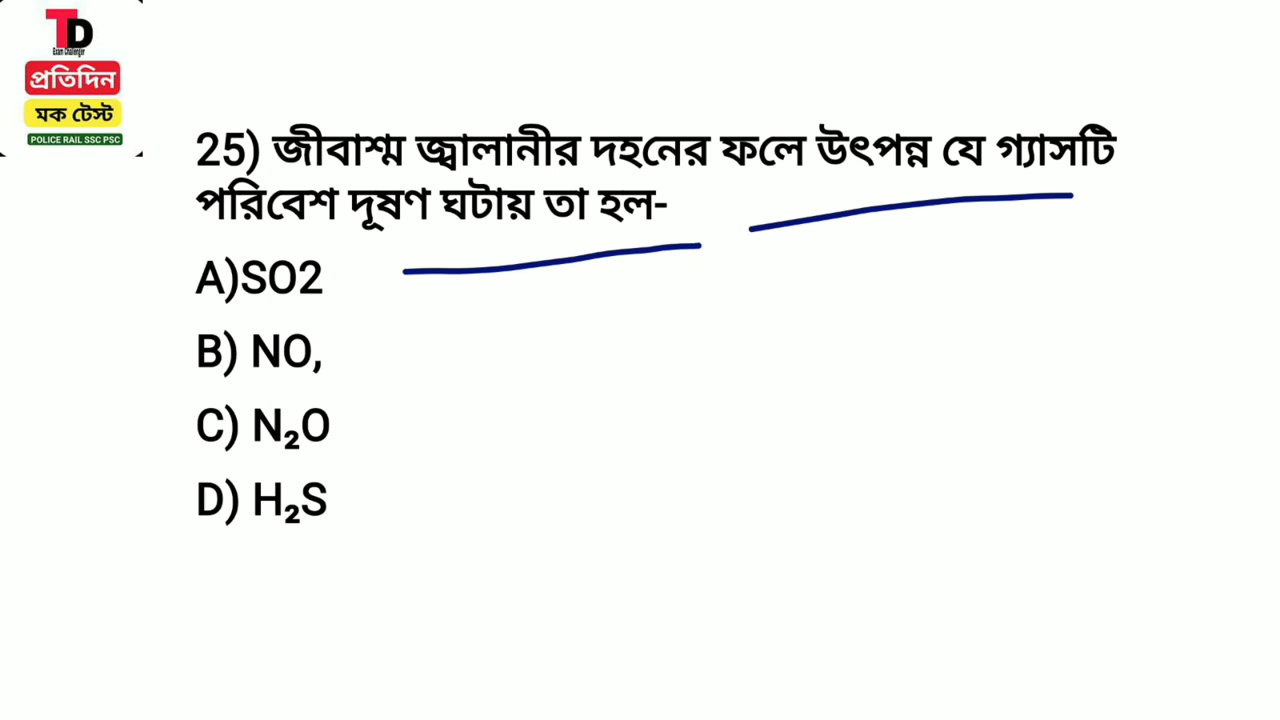 TD
Exam Challenger
প্রতিদিন
মক টেস্ট
POLICE RAIL SSC PSC
25) জীবাশ্ম জ্বালানীর দহনের ফলে উৎপন্ন যে গ্যাসটি
পরিবেশ দূষণ ঘটায় তা হল-
A)SO2
B) NO,
C) N₂O
D) H₂S